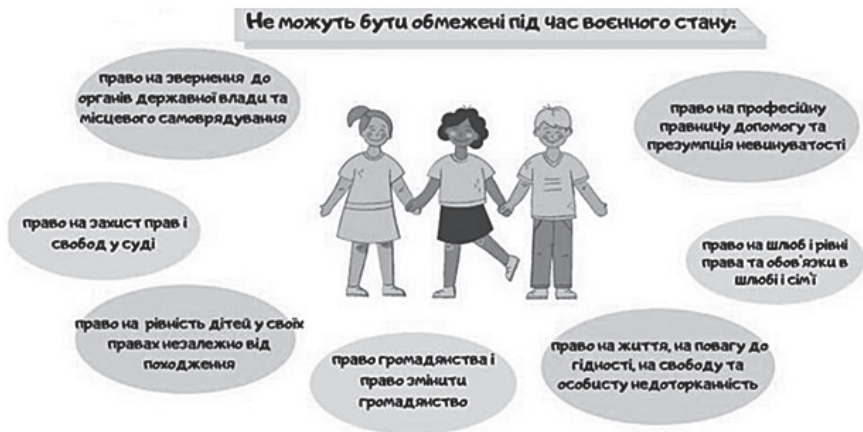 Не можуть бути обмежені під час воєнного стану:
право на звернення до
органів державної влади та
місцевого самоврядування
право на професійну
правничу допомогу та
презумпція невинуватості
право на захист прав і
свобод у суді
право на шлюб і рівні
права та обов'язки в
шлюбі і сім'ї
право на рівність дітей у своїх
правах незалежно від
походження
право громадянства і
право змінити
громадянство
право на життя, на повагу до
гідності, на свободу та
особисту недоторканність